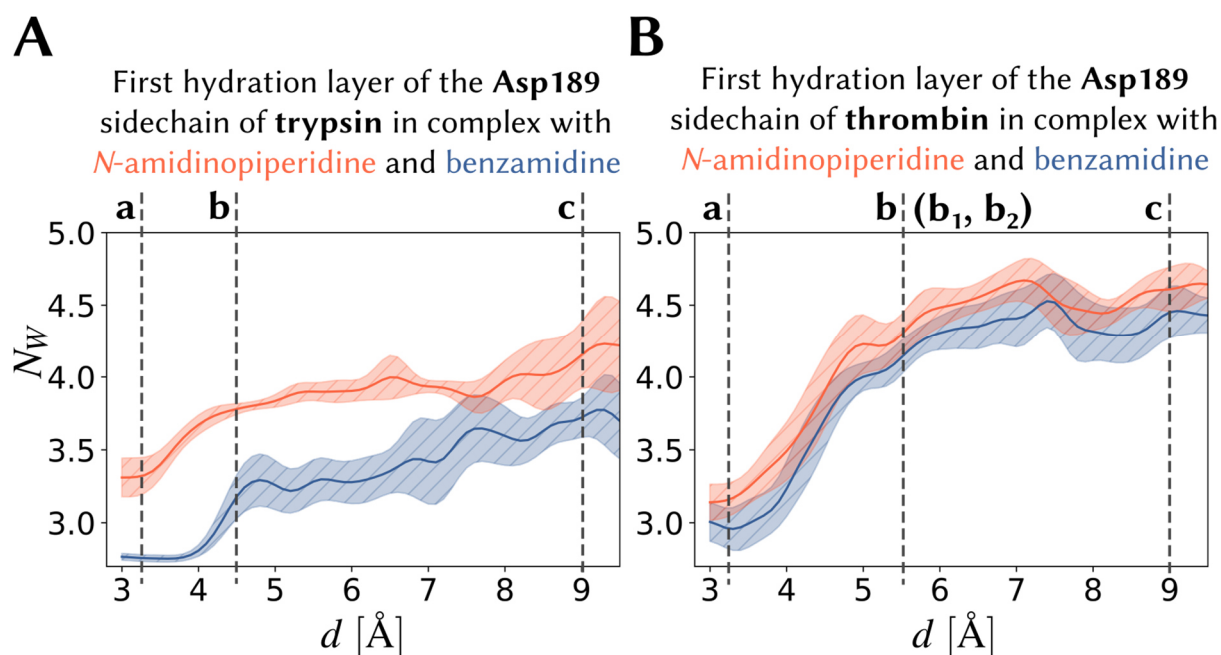 A
First hydration layer of the Asp189
sidechain of trypsin in complex with
N-amidinopiperidine and benzamidine
a b c
5.0
4.5
4.0
3.5
3.0
N_W
3 4 5 6 7 8 9
d [Å]
B
First hydration layer of the Asp189
sidechain of thrombin in complex with
N-amidinopiperidine and benzamidine
a b (b₁, b₂) c
5.0
4.5
4.0
3.5
3.0
3 4 5 6 7 8 9
d [Å]